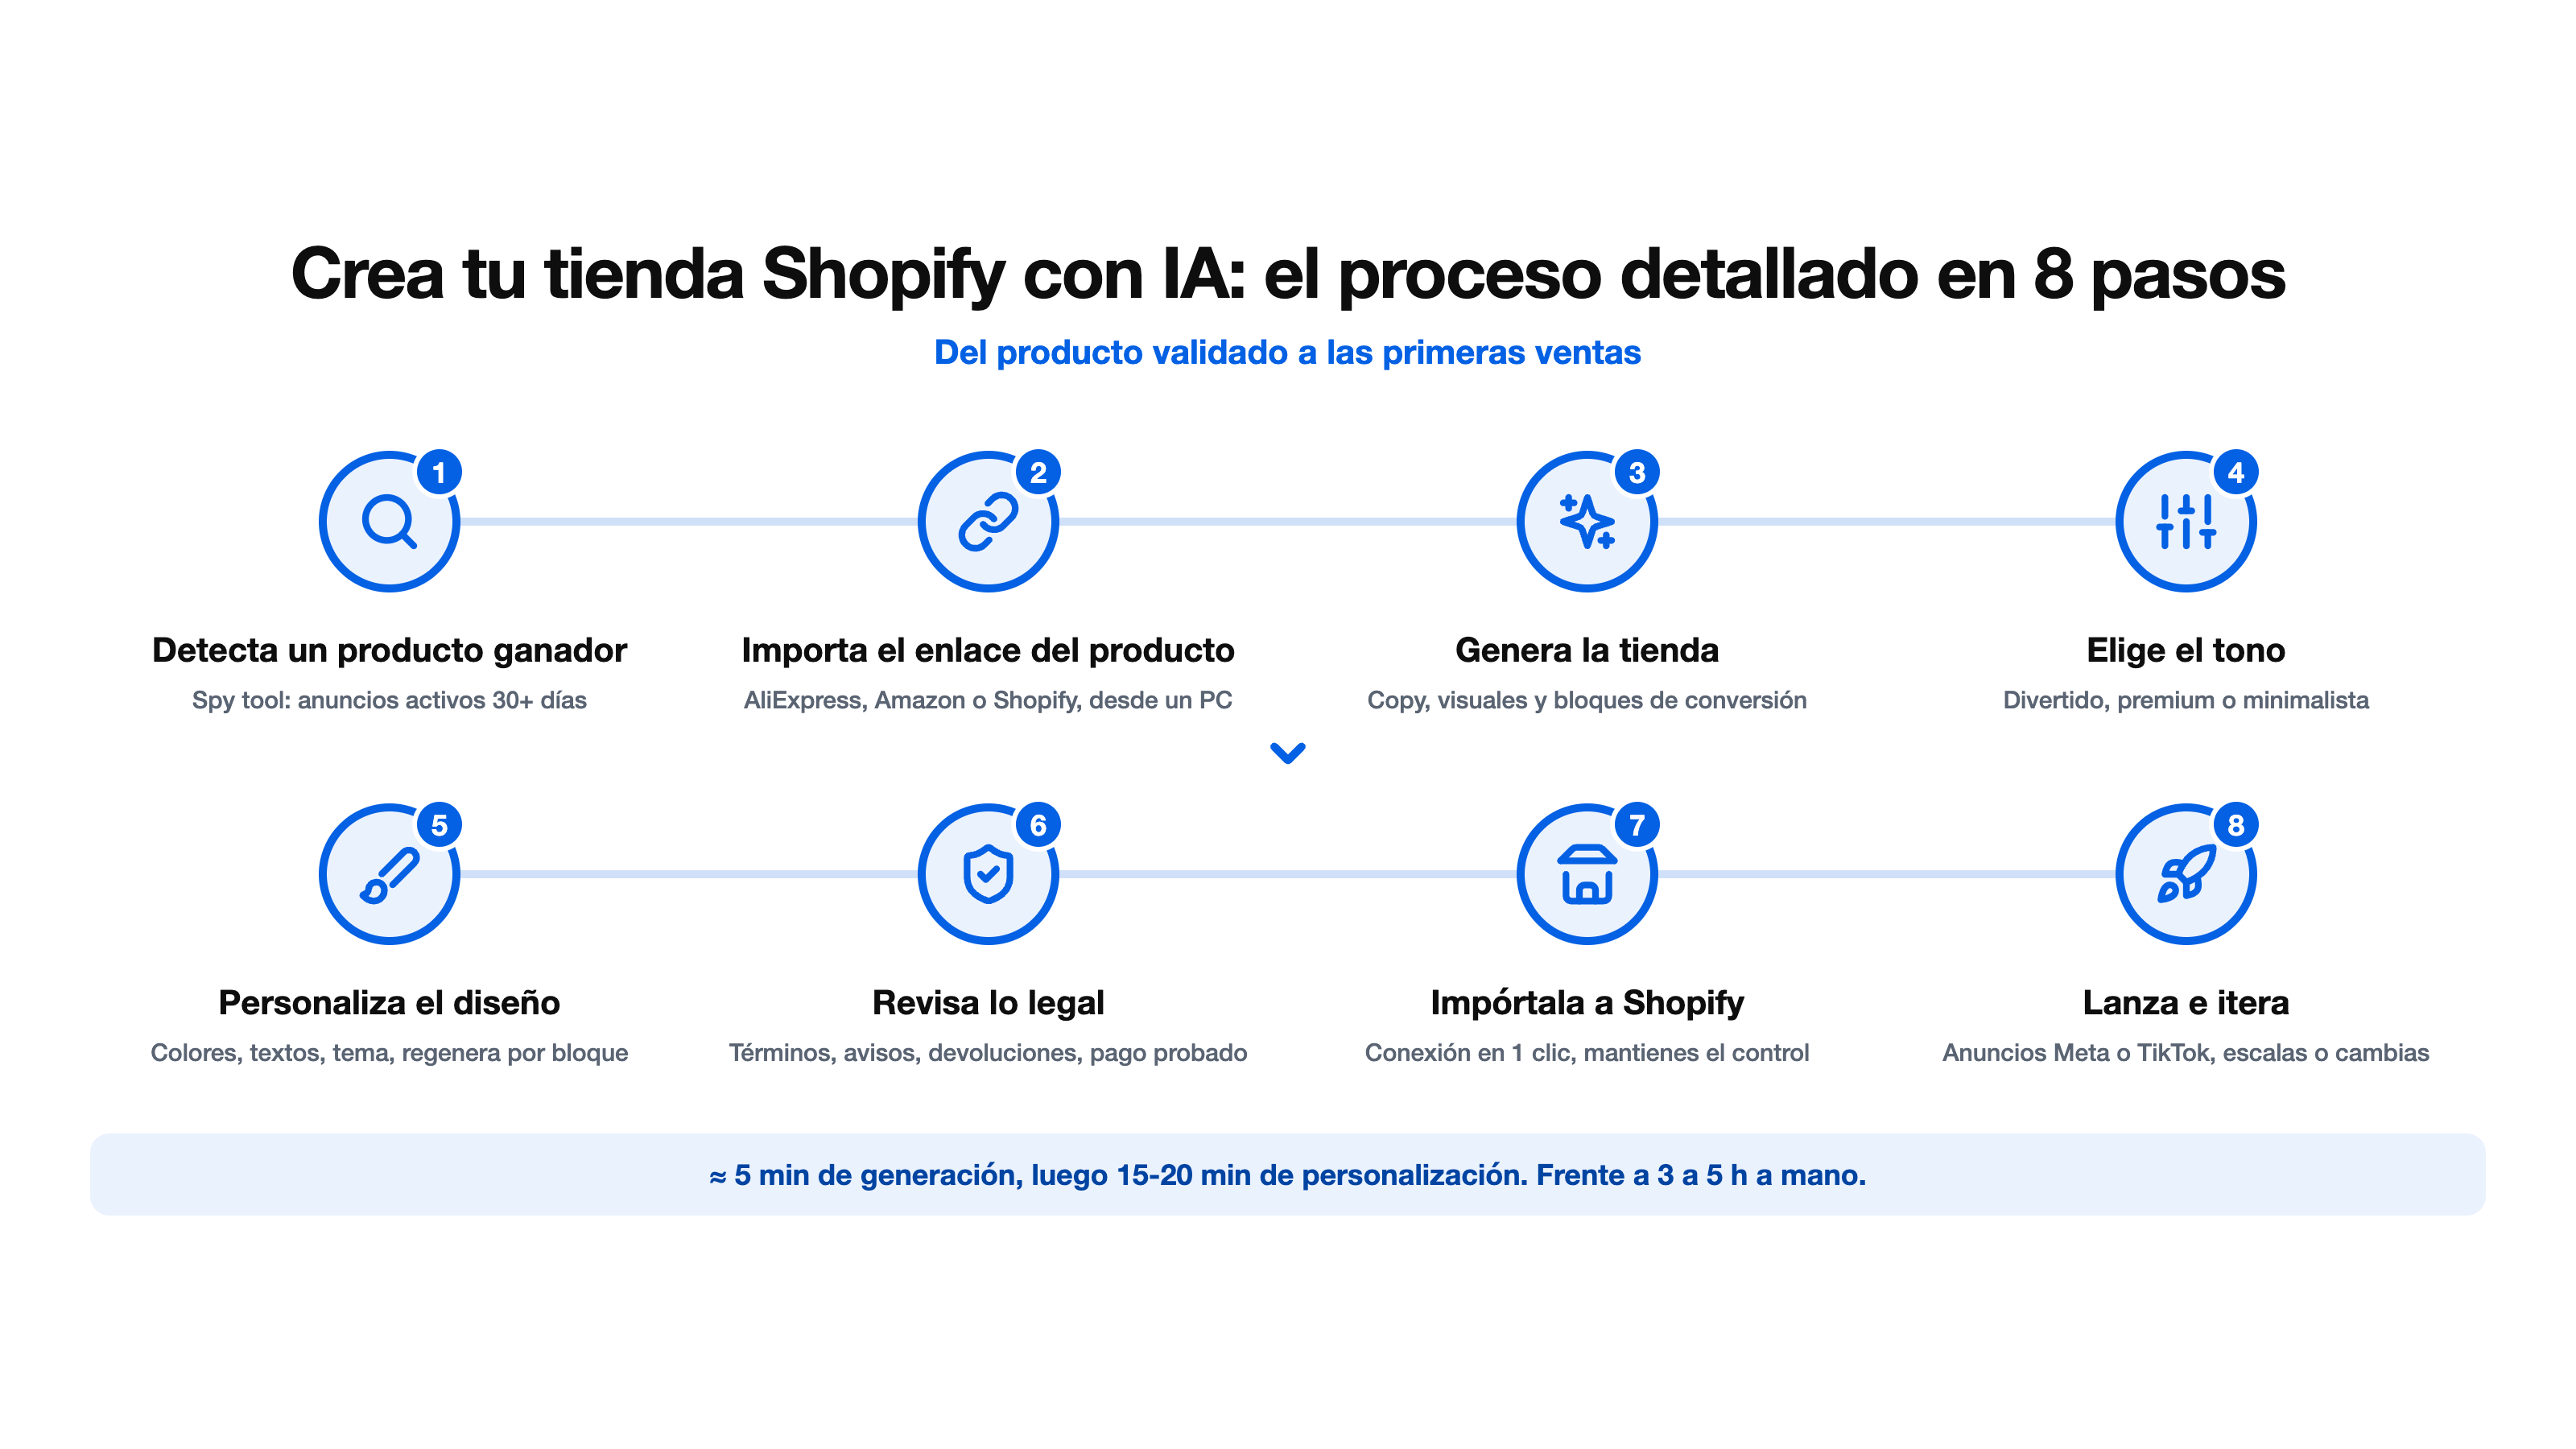 Crea tu tienda Shopify con IA: el proceso detallado en 8 pasos
Del producto validado a las primeras ventas
1
2
3
4
Detecta un producto ganador
Spy tool: anuncios activos 30+ días
Importa el enlace del producto
AliExpress, Amazon o Shopify, desde un PC
Genera la tienda
Copy, visuales y bloques de conversión
Elige el tono
Divertido, premium o minimalista
5
6
7
8
Personaliza el diseño
Colores, textos, tema, regenera por bloque
Revisa lo legal
Términos, avisos, devoluciones, pago probado
Impórtala a Shopify
Conexión en 1 clic, mantienes el control
Lanza e itera
Anuncios Meta o TikTok, escalas o cambias
≈ 5 min de generación, luego 15-20 min de personalización. Frente a 3 a 5 h a mano.